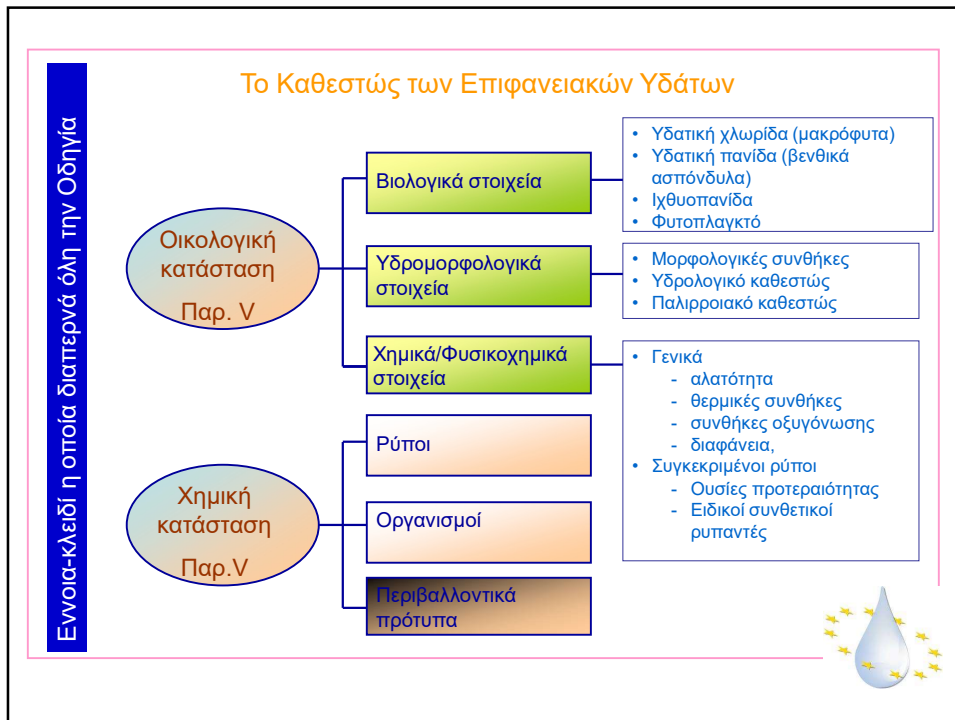 Το Καθεστώς των Επιφανειακών Υδάτων
Εννοια-κλειδί η οποία διαπερνά όλη την Οδηγία
Οικολογική
κατάσταση
Παρ. V
Βιολογικά στοιχεία
• Υδατική χλωρίδα (μακρόφυτα)
• Υδατική πανίδα (βενθικά
ασπόνδυλα)
• Ιχθυοπανίδα
• Φυτοπλαγκτό
Υδρομορφολογικά
στοιχεία
• Μορφολογικές συνθήκες
• Υδρολογικό καθεστώς
• Παλιρροιακό καθεστώς
Χημικά/Φυσικοχημικά
στοιχεία
• Γενικά
- αλατότητα
- θερμικές συνθήκες
- συνθήκες οξυγόνωσης
- διαφάνεια,
• Συγκεκριμένοι ρύποι
- Ουσίες προτεραιότητας
- Ειδικοί συνθετικοί
ρυπαντές
Χημική
κατάσταση
Παρ.V
Ρύποι
Οργανισμοί
Περιβαλλοντικά
πρότυπα